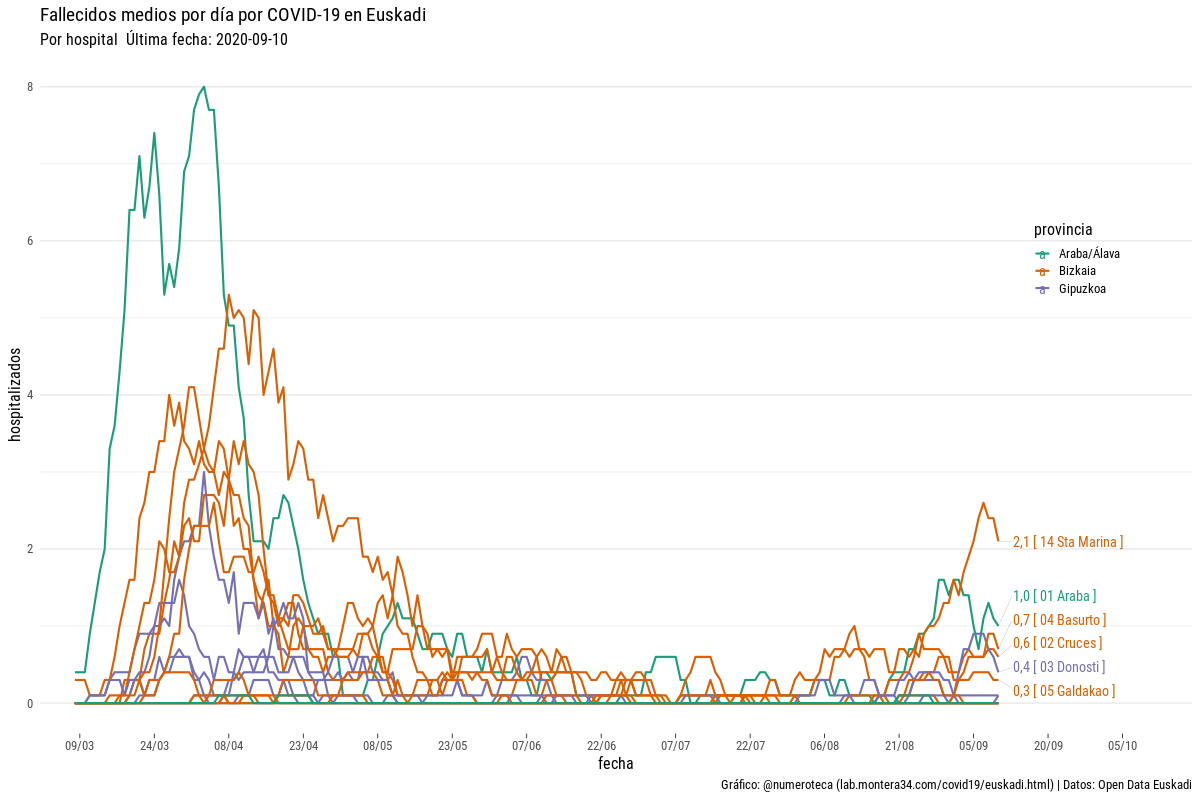 Fallecidos medios por día por COVID-19 en Euskadi
Por hospital  Última fecha: 2020-09-10
8
6
4
2
0
hospitalizados
provincia
a Araba/Álava
a Bizkaia
a Gipuzkoa
2,1 [ 14 Sta Marina ]
1,0 [ 01 Araba ]
0,7 [ 04 Basurto ]
0,6 [ 02 Cruces ]
0,4 [ 03 Donosti ]
0,3 [ 05 Galdakao ]
09/03 24/03 08/04 23/04 08/05 23/05 07/06 22/06 07/07 22/07 06/08 21/08 05/09 20/09 05/10
fecha
Gráfico: @numeroteca (lab.montera34.com/covid19/euskadi.html) | Datos: Open Data Euskadi